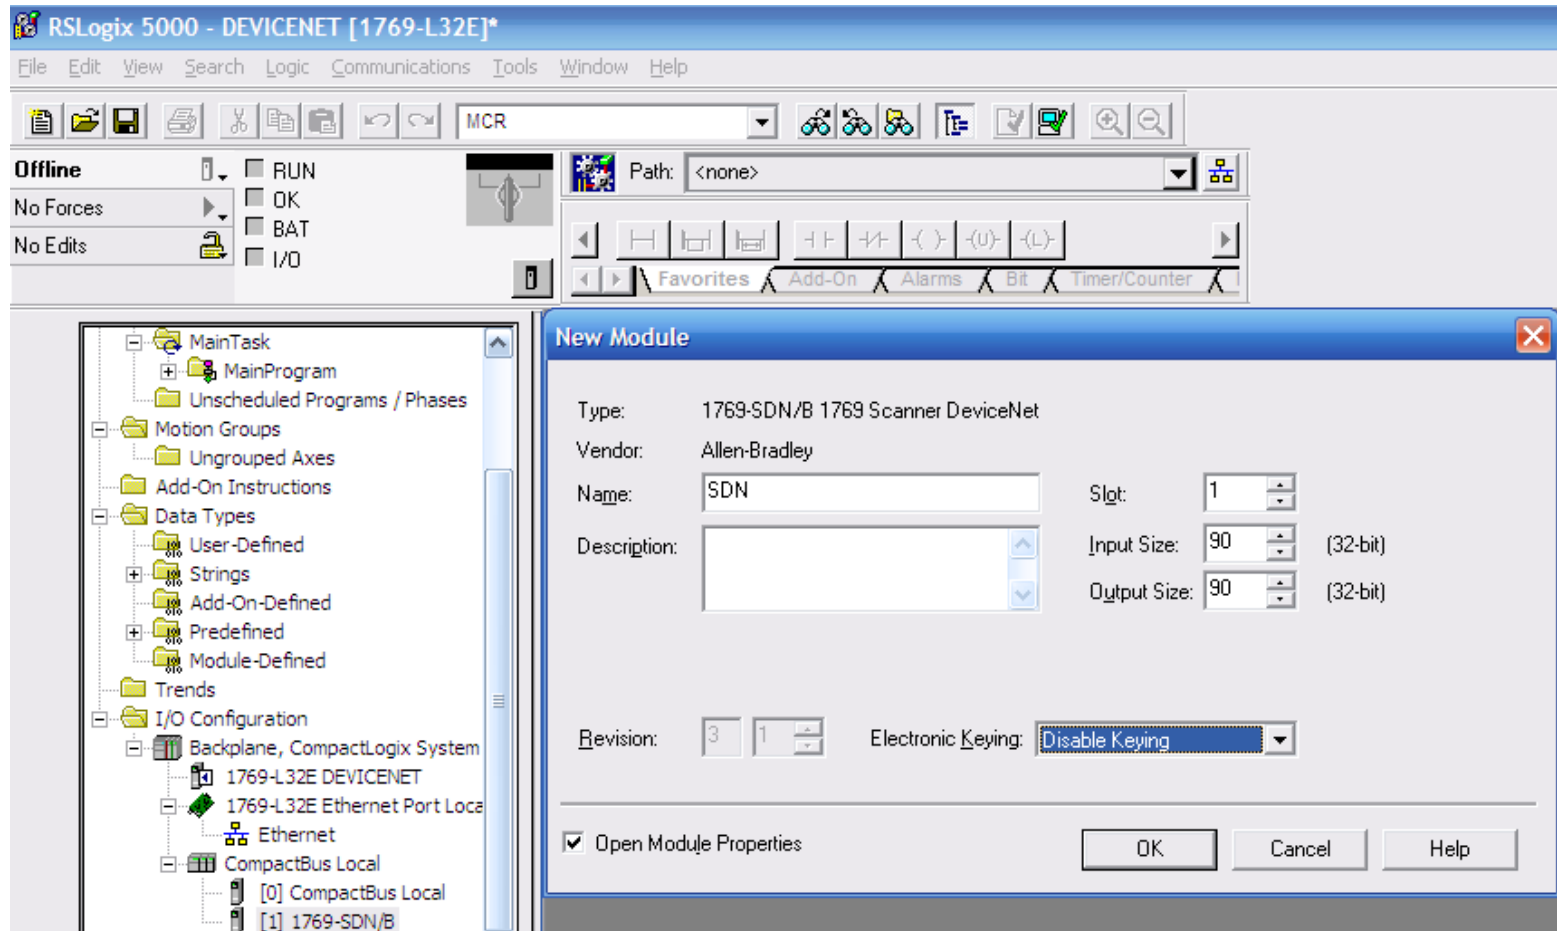 RSLogix 5000 - DEVICENET [1769-L32E]*
File Edit View Search Logic Communications Tools Window Help
MCR
Offline
RUN
Path: <none>
No Forces
OK
BAT
No Edits
I/O
Favorites Add-On Alarms Bit Timer/Counter
MainTask
MainProgram
Unscheduled Programs / Phases
Motion Groups
Ungrouped Axes
Add-On Instructions
Data Types
User-Defined
Strings
Add-On-Defined
Predefined
Module-Defined
Trends
I/O Configuration
Backplane, CompactLogix System
1769-L32E DEVICENET
1769-L32E Ethernet Port Loca
Ethernet
CompactBus Local
[0] CompactBus Local
[1] 1769-SDN/B
New Module
Type: 1769-SDN/B 1769 Scanner DeviceNet
Vendor: Allen-Bradley
Name: SDN Slot: 1
Description: Input Size: 90 (32-bit)
Output Size: 90 (32-bit)
Revision: 3 1 Electronic Keying: Disable Keying
Open Module Properties OK Cancel Help